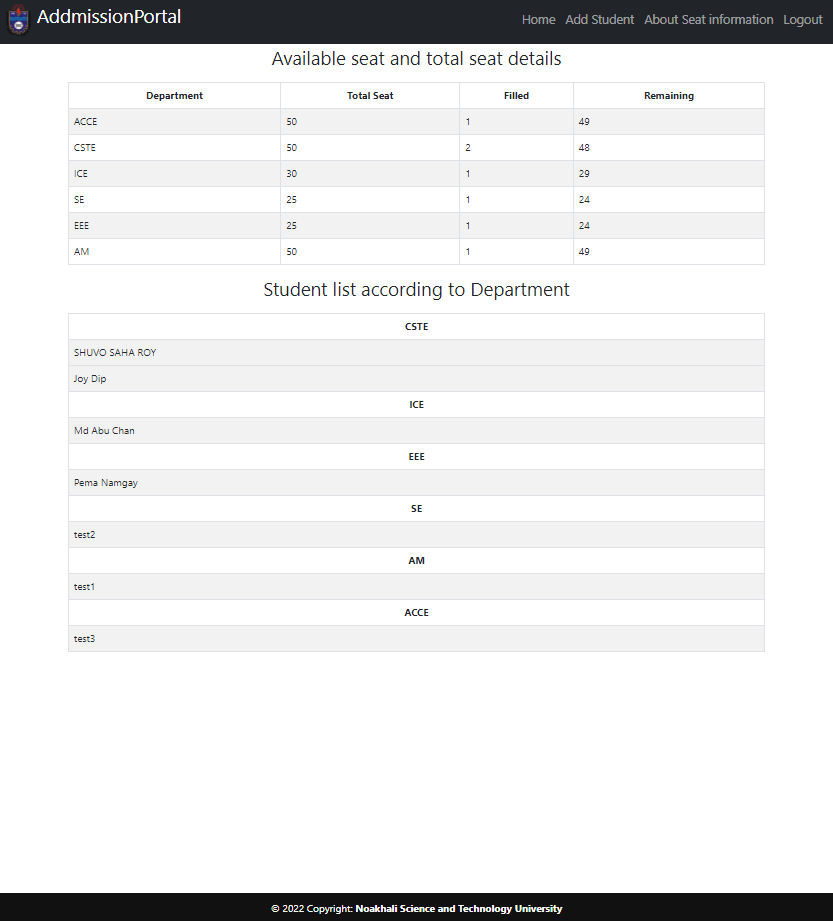 AddmissionPortal Home Add Student About Seat information Logout
Available seat and total seat details
Department Total Seat Filled Remaining
ACCE 50 1 49
CSTE 50 2 48
ICE 30 1 29
SE 25 1 24
EEE 25 1 24
AM 50 1 49
Student list according to Department
CSTE
SHUVO SAHA ROY
Joy Dip
ICE
Md Abu Chan
EEE
Pema Namgay
SE
test2
AM
test1
ACCE
test3
© 2022 Copyright: Noakhali Science and Technology University